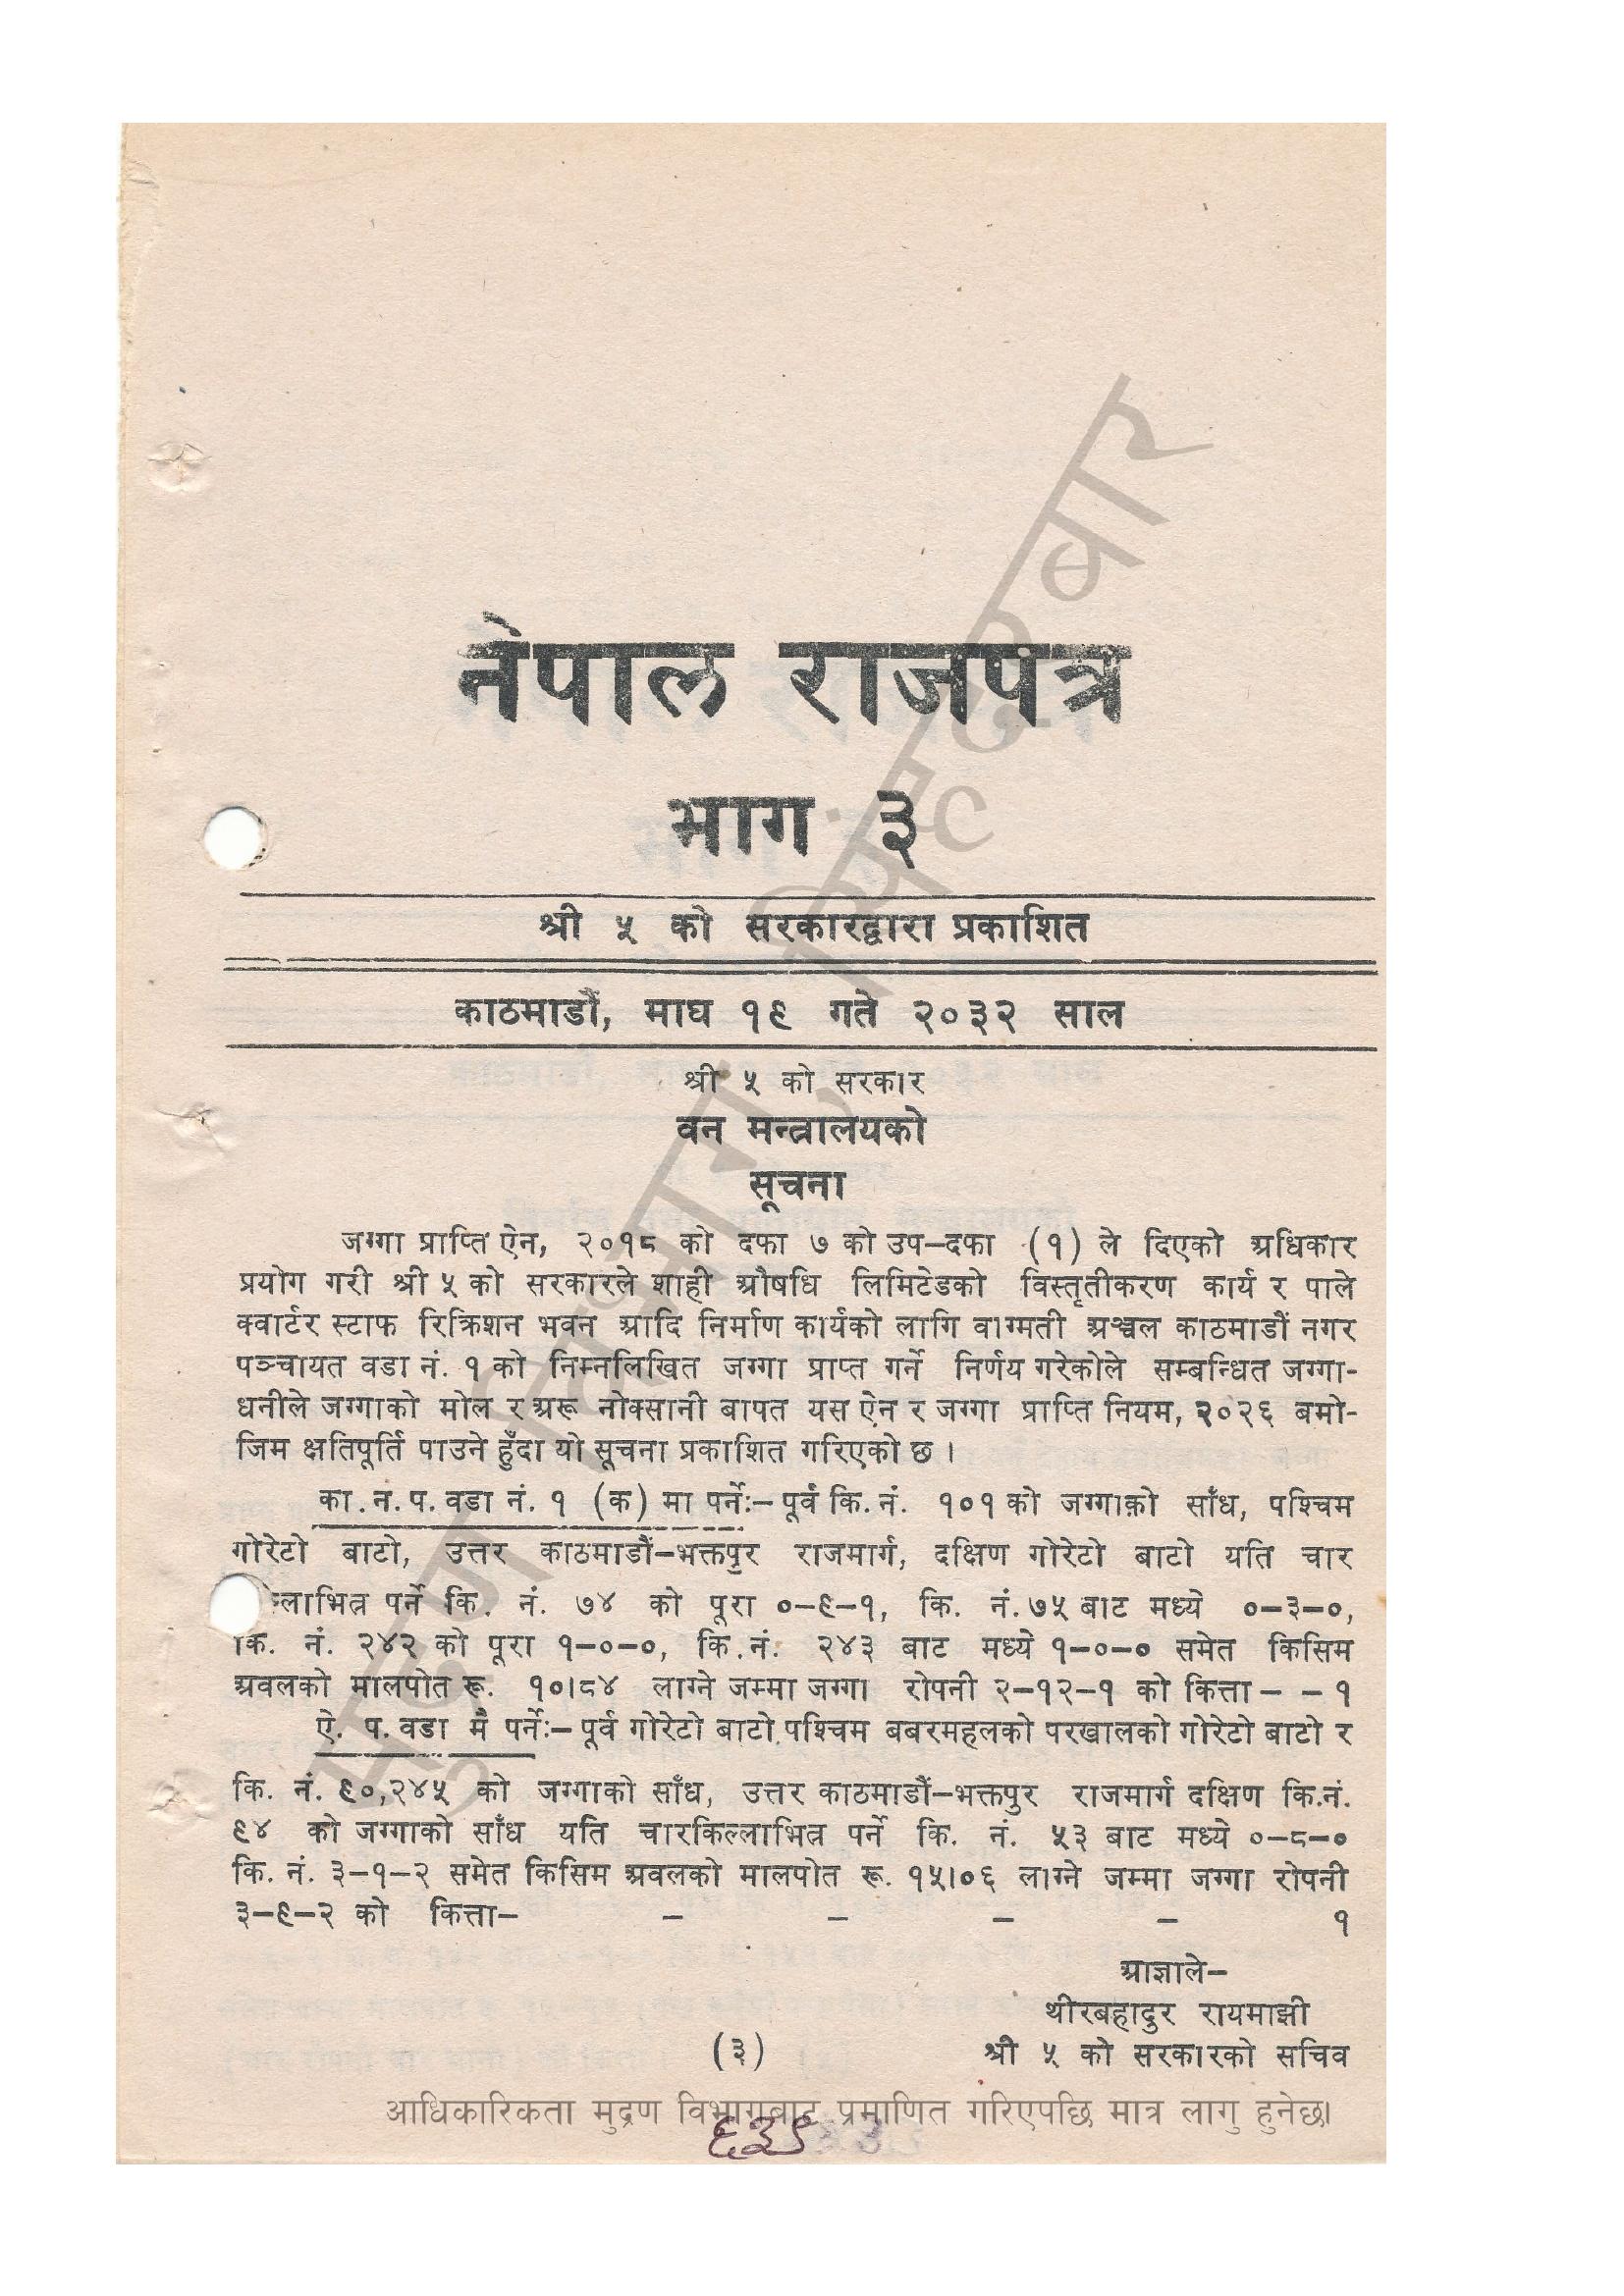 नेपाल राजपत्र
भाग ३
श्री ५ को सरकारद्वारा प्रकाशित
काठमाडौं, माघ १९ गते २०३२ साल
श्री ५ को सरकार
वन मन्त्रालयको
सूचना
जग्गा प्राप्ति ऐन, २०१८ को दफा ७ को उप–दफा (१) ले दिएको अधिकार
प्रयोग गरी श्री ५ को सरकारले शाही औषधि लिमिटेडको विस्तृतीकरण कार्य र पाले
क्वार्टर स्टाफ रिक्रिशन भवन आदि निर्माण कार्यको लागि वाग्मती अञ्चल काठमाडौं नगर
पञ्चायत वडा नं. १ को निम्नलिखित जग्गा प्राप्त गर्ने निर्णय गरेकोले सम्बन्धित जग्गा-
धनीले जग्गाको मोल र अरू नोक्सानी बापत यस ऐन र जग्गा प्राप्ति नियम, २०२६ बमो-
जिम क्षतिपूर्ति पाउने हुँदा यो सूचना प्रकाशित गरिएको छ ।
का. न. प. वडा नं. १ (क) मा पर्ने:– पूर्व कि. नं. १०१ को जग्गाको साँध, पश्चिम
गोरेटो बाटो, उत्तर काठमाडौं–भक्तपुर राजमार्ग, दक्षिण गोरेटो बाटो यति चार
ल्लाभित्र पर्ने कि. नं. ७४ को पूरा ०–९–१, कि. नं. ७५ बाट मध्ये ०–३–०,
कि. नं. २४२ को पूरा १–०–०, कि. नं. २४३ बाट मध्ये १–०–० समेत किसिम
अवलको मालपोत रू. १०।८४ लाग्ने जम्मा जग्गा रोपनी २–१२–१ को कित्ता – – १
ऐ. प. वडा मै पर्ने:– पूर्व गोरेटो बाटो पश्चिम बबरमहलको परखालको गोरेटो बाटो र
कि. नं. ९०,२४५ को जग्गाको साँध, उत्तर काठमाडौं–भक्तपुर राजमार्ग दक्षिण कि.नं.
९४ को जग्गाको साँध यति चारकिल्लाभित्र पर्ने कि. नं. ५३ बाट मध्ये ०–८–०
कि. नं. ३–१–२ समेत किसिम अवलको मालपोत रू. १५।०६ लाग्ने जम्मा जग्गा रोपनी
३–९–२ को कित्ता– – – – – १
आज्ञाले–
थीरबहादुर रायमाझी
(३) श्री ५ को सरकारको सचिव
आधिकारिकता मुद्रण विभागबाट प्रमाणित गरिएपछि मात्र लागु हुनेछ।
६३९